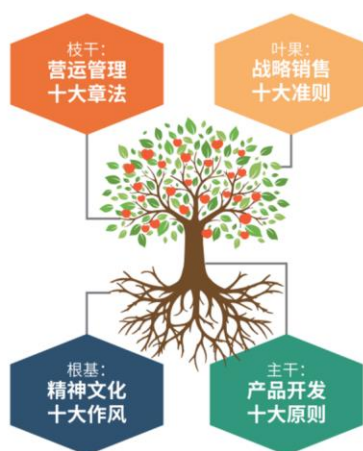 枝干：
营运管理
十大章法
叶果：
战略销售
十大准则
根基：
精神文化
十大作风
主干：
产品开发
十大原则